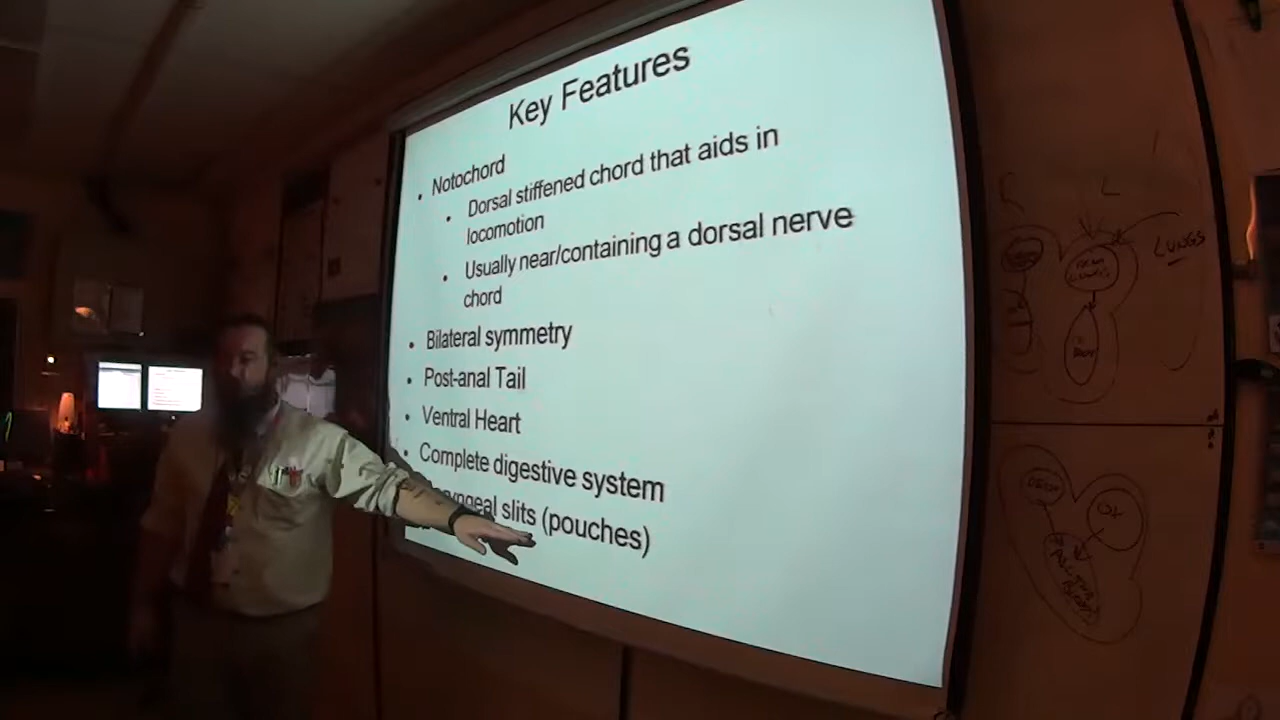 Key Features
• Notochord
• Dorsal stiffened chord that aids in
locomotion
• Usually near/containing a dorsal nerve
chord
• Bilateral symmetry
• Post-anal Tail
• Ventral Heart
• Complete digestive system
slits (pouches)
L
LUNGS